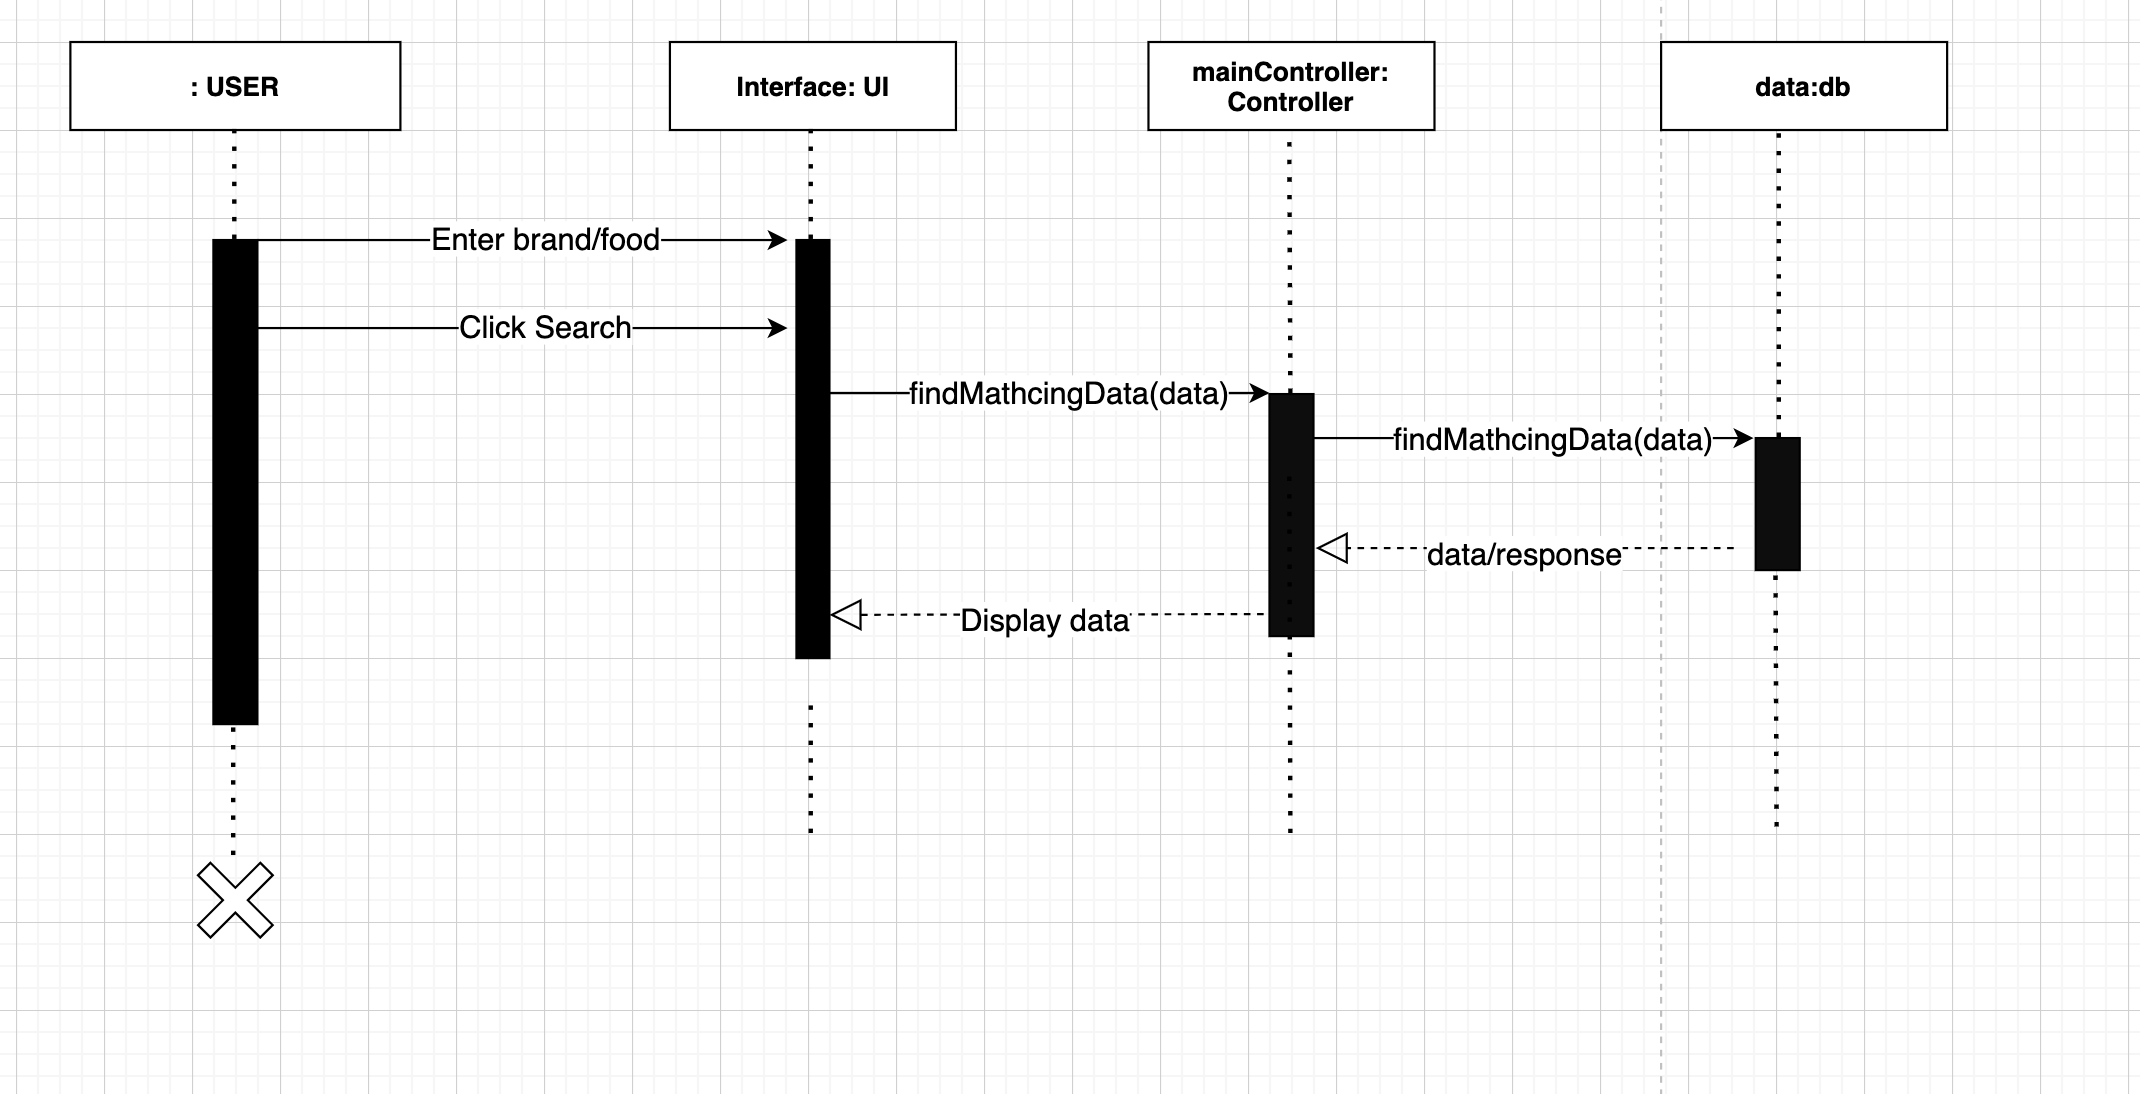 : USER
Interface: UI
mainController:
Controller
data:db
Enter brand/food
Click Search
findMathcingData(data)
findMathcingData(data)
data/response
Display data